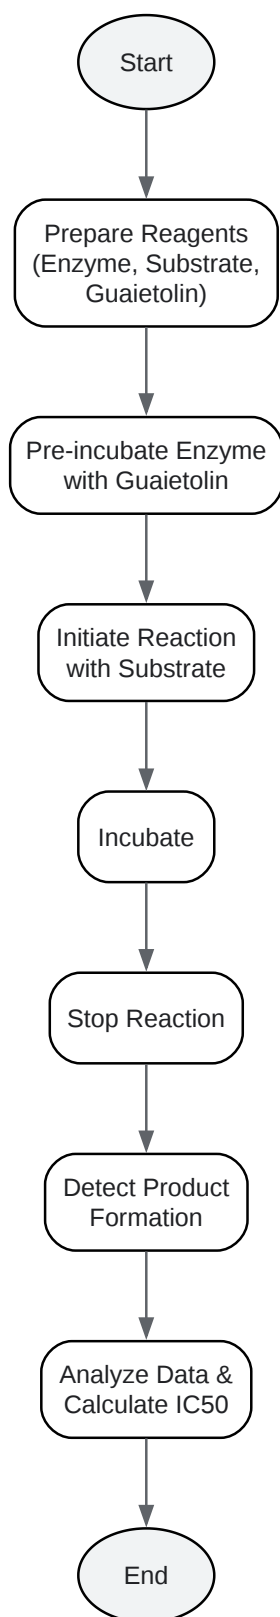 Start
Prepare Reagents
(Enzyme, Substrate,
Guaietolin)
Pre-incubate Enzyme
with Guaietolin
Initiate Reaction
with Substrate
Incubate
Stop Reaction
Detect Product
Formation
Analyze Data &
Calculate IC50
End